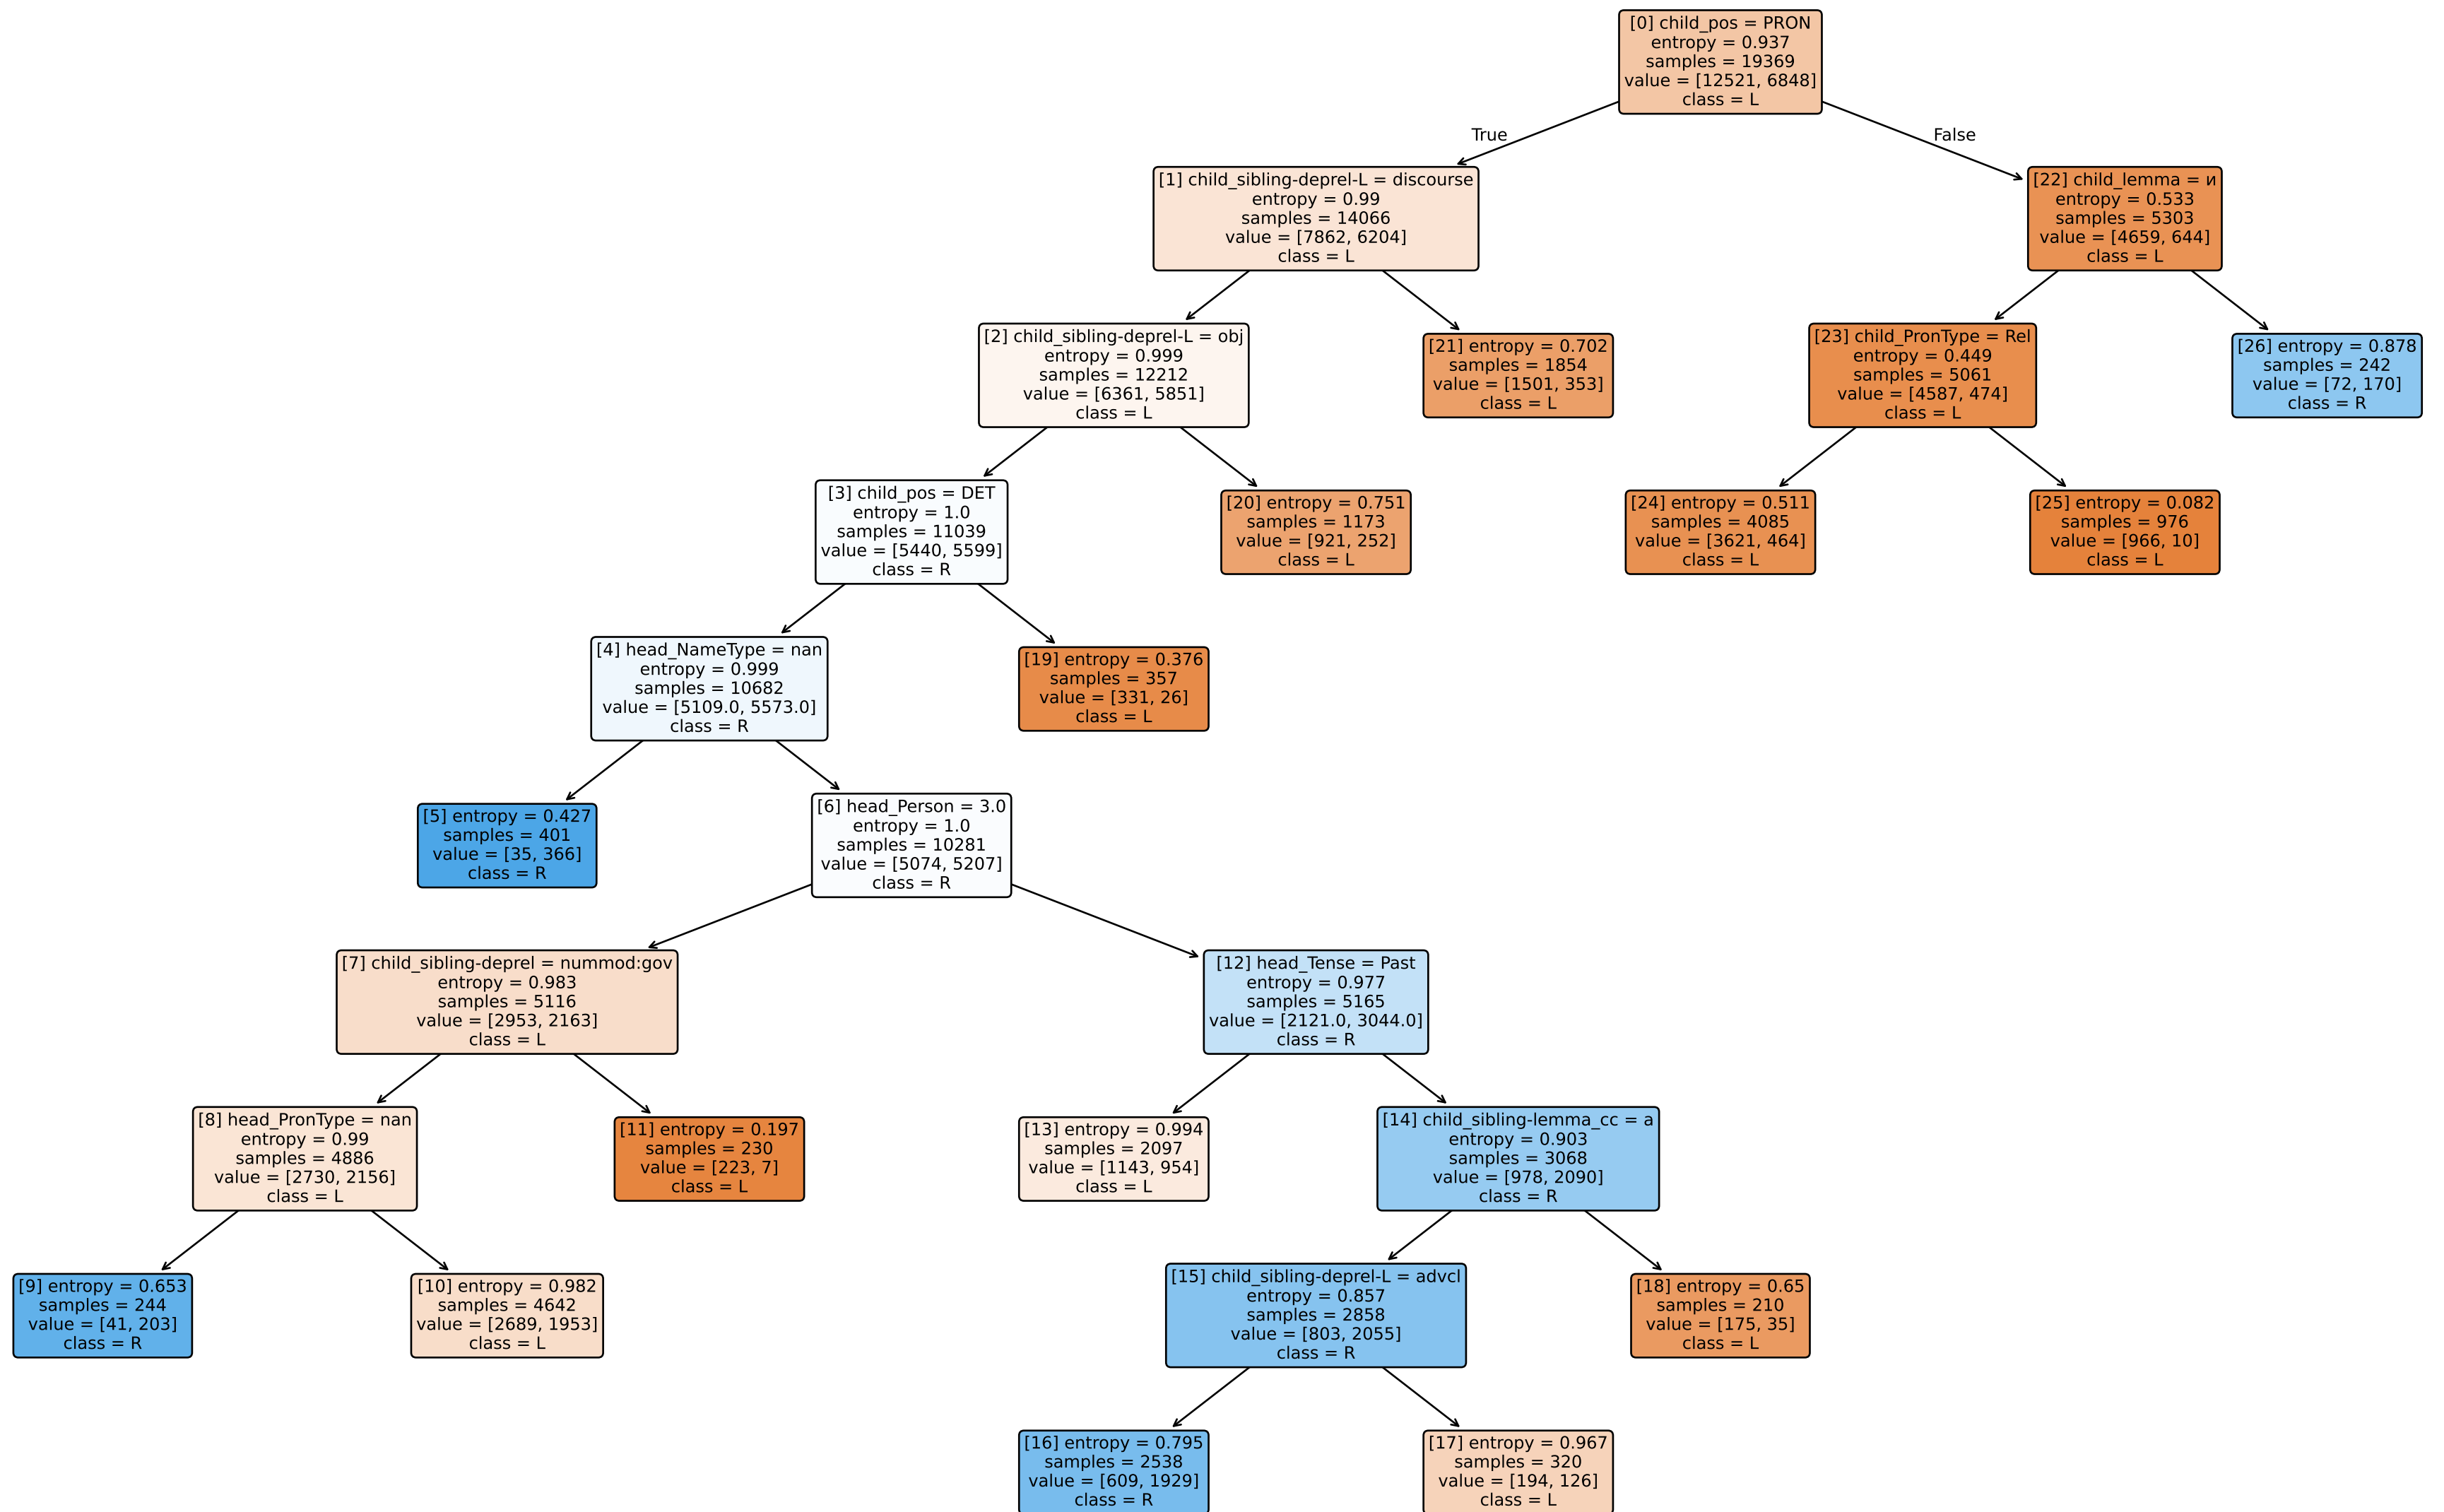 [0] child_pos = PRON
entropy = 0.937
samples = 19369
value = [12521, 6848]
class = L
True
False
[1] child_sibling-deprel-L = discourse
entropy = 0.99
samples = 14066
value = [7862, 6204]
class = L
[22] child_lemma = и
entropy = 0.533
samples = 5303
value = [4659, 644]
class = L
[2] child_sibling-deprel-L = obj
entropy = 0.999
samples = 12212
value = [6361, 5851]
class = L
[21] entropy = 0.702
samples = 1854
value = [1501, 353]
class = L
[23] child_PronType = Rel
entropy = 0.449
samples = 5061
value = [4587, 474]
class = L
[26] entropy = 0.878
samples = 242
value = [72, 170]
class = R
[3] child_pos = DET
entropy = 1.0
samples = 11039
value = [5440, 5599]
class = R
[20] entropy = 0.751
samples = 1173
value = [921, 252]
class = L
[24] entropy = 0.511
samples = 4085
value = [3621, 464]
class = L
[25] entropy = 0.082
samples = 976
value = [966, 10]
class = L
[4] head_NameType = nan
entropy = 0.999
samples = 10682
value = [5109.0, 5573.0]
class = R
[19] entropy = 0.376
samples = 357
value = [331, 26]
class = L
[5] entropy = 0.427
samples = 401
value = [35, 366]
class = R
[6] head_Person = 3.0
entropy = 1.0
samples = 10281
value = [5074, 5207]
class = R
[7] child_sibling-deprel = nummod:gov
entropy = 0.983
samples = 5116
value = [2953, 2163]
class = L
[12] head_Tense = Past
entropy = 0.977
samples = 5165
value = [2121.0, 3044.0]
class = R
[8] head_PronType = nan
entropy = 0.99
samples = 4886
value = [2730, 2156]
class = L
[11] entropy = 0.197
samples = 230
value = [223, 7]
class = L
[13] entropy = 0.994
samples = 2097
value = [1143, 954]
class = L
[14] child_sibling-lemma_cc = a
entropy = 0.903
samples = 3068
value = [978, 2090]
class = R
[9] entropy = 0.653
samples = 244
value = [41, 203]
class = R
[10] entropy = 0.982
samples = 4642
value = [2689, 1953]
class = L
[15] child_sibling-deprel-L = advcl
entropy = 0.857
samples = 2858
value = [803, 2055]
class = R
[18] entropy = 0.65
samples = 210
value = [175, 35]
class = L
[16] entropy = 0.795
samples = 2538
value = [609, 1929]
class = R
[17] entropy = 0.967
samples = 320
value = [194, 126]
class = L